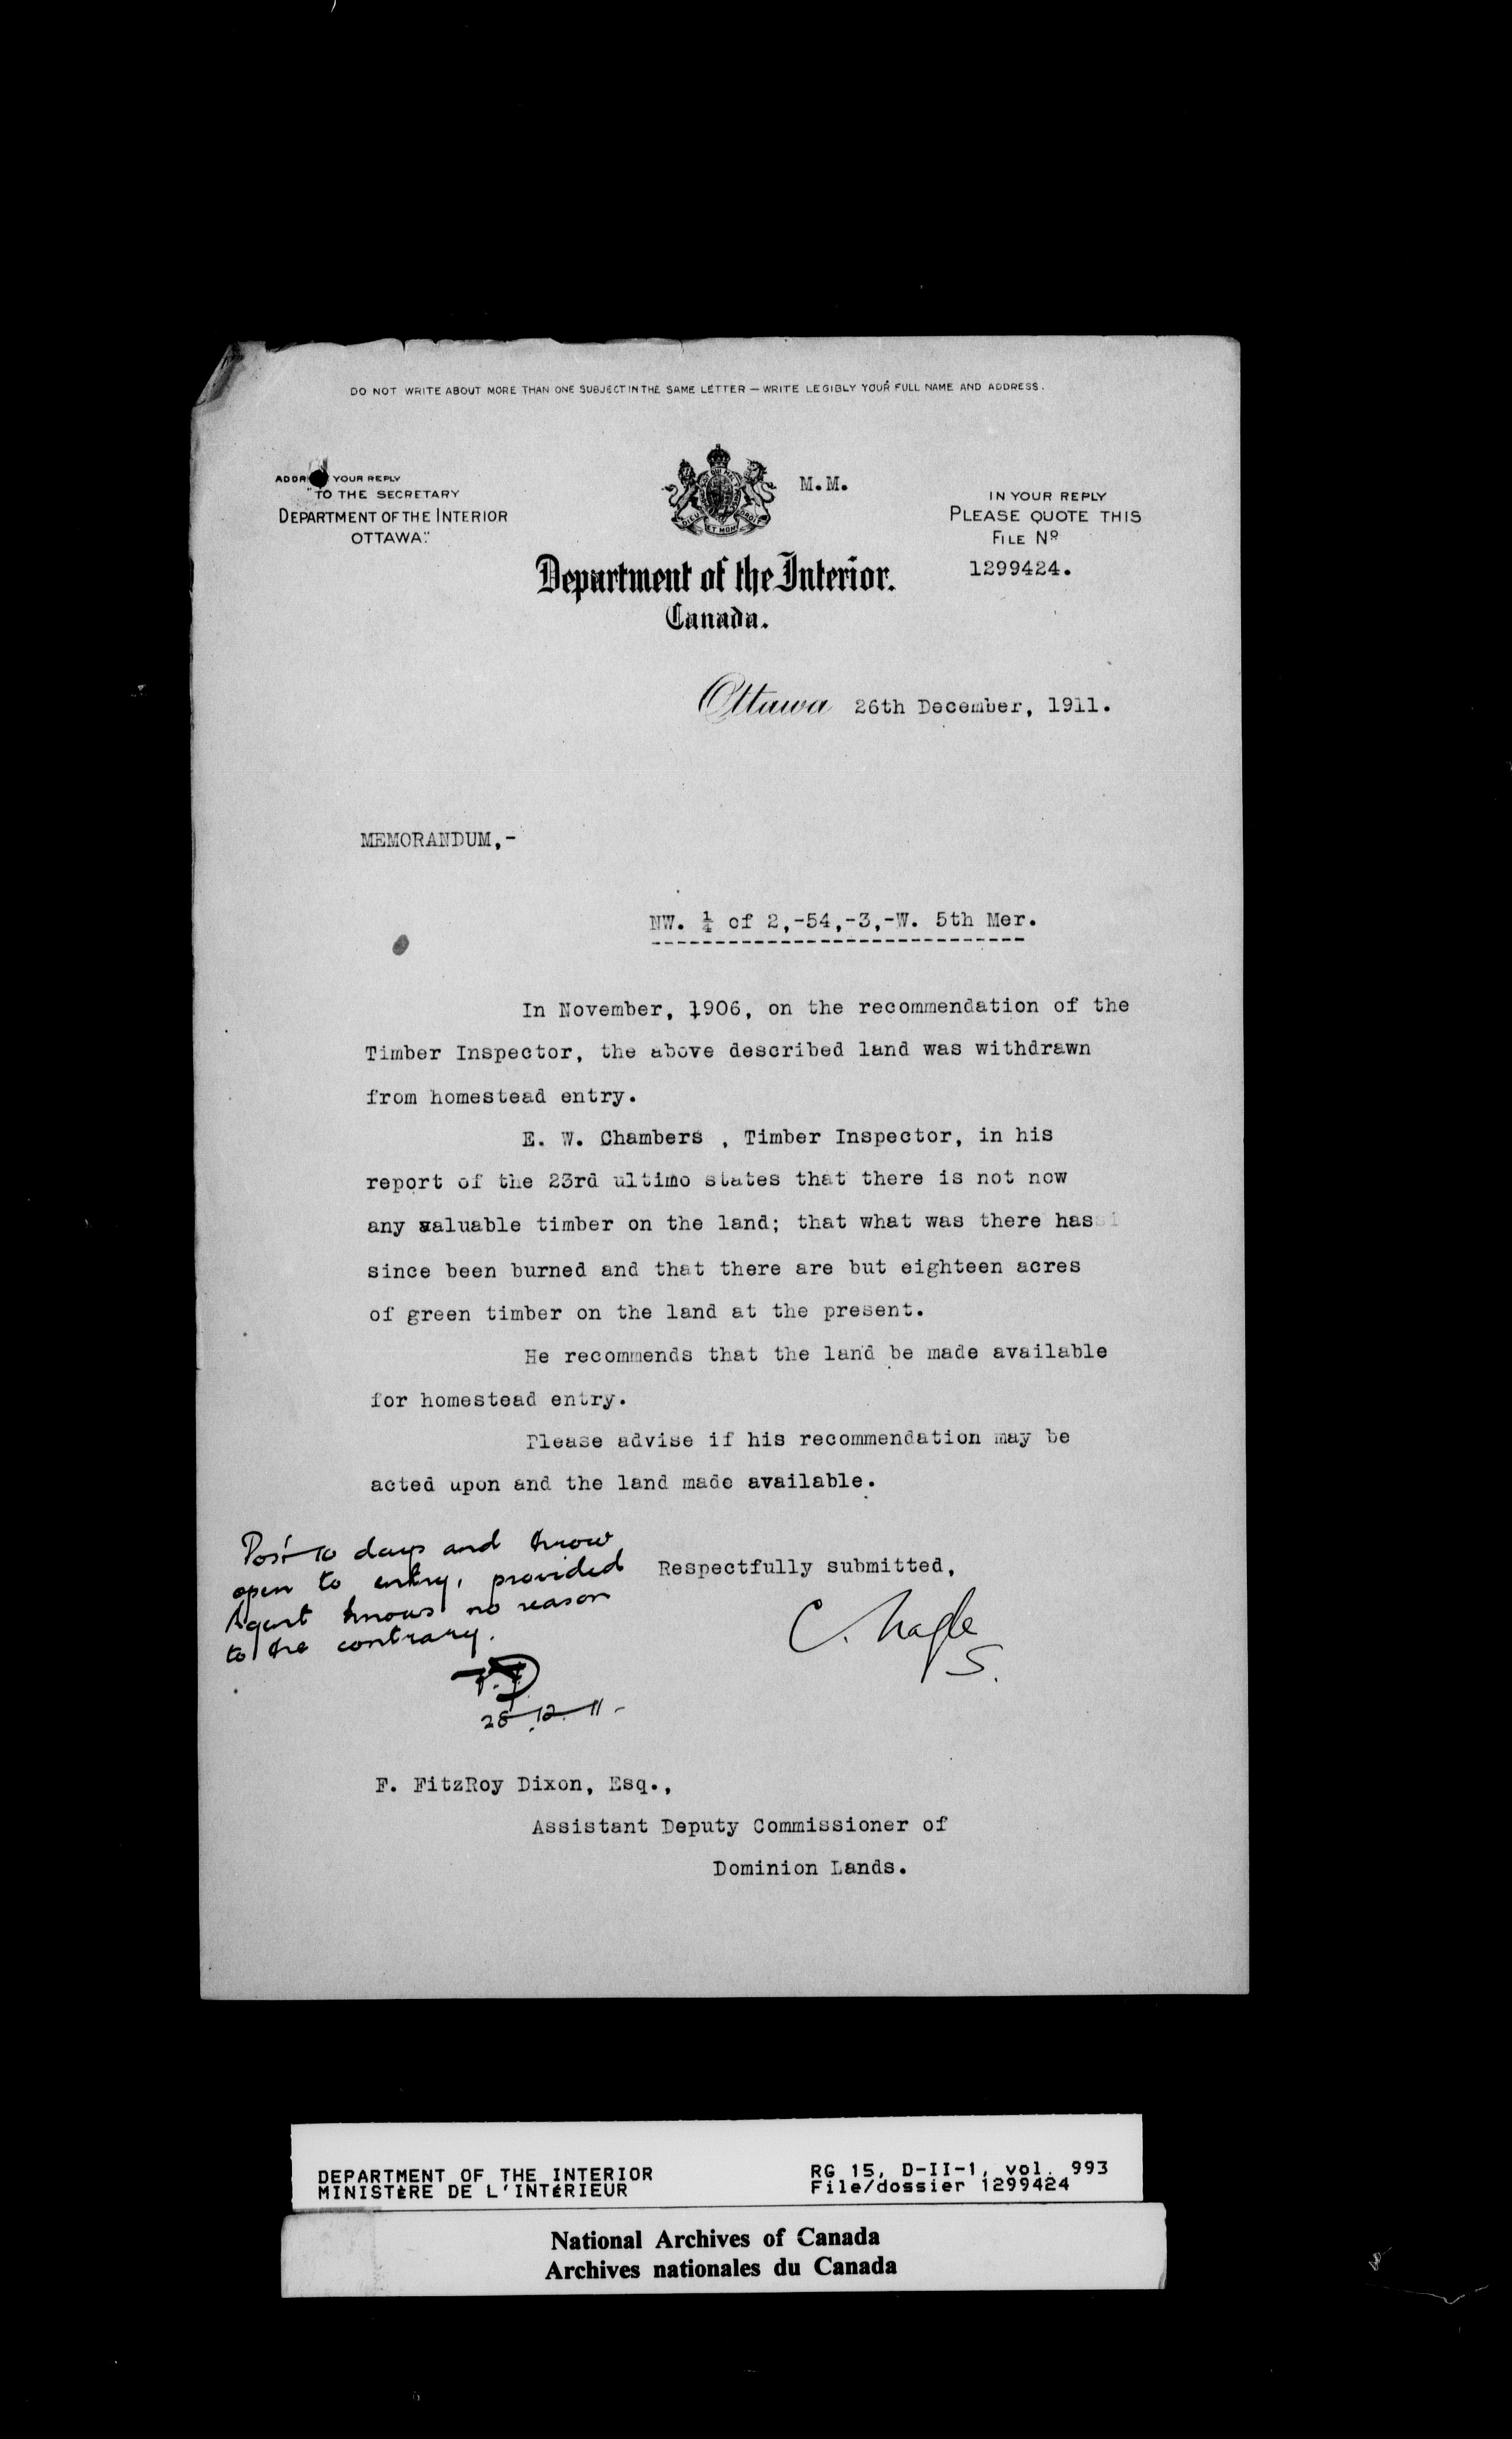 DO NOT WRITE ABOUT MORE THAN ONE SUBJECT IN THE SAME LETTER — WRITE LEGIBLY YOUR FULL NAME AND ADDRESS.
YOUR REPLY
"TO THE SECRETARY
DEPARTMENT OF THE INTERIOR
OTTAWA."
M.M.
IN YOUR REPLY
PLEASE QUOTE THIS
FILE Nº
1299424.
Department of the Interior.
Canada.
Ottawa 26th December, 1911.
MEMORANDUM,-
NW. ¼ of 2,-54,-3,-W. 5th Mer.
In November, 1906, on the recommendation of the
Timber Inspector, the above described land was withdrawn
from homestead entry.
E. W. Chambers , Timber Inspector, in his
report of the 23rd ultimo states that there is not now
any valuable timber on the land; that what was there has
since been burned and that there are but eighteen acres
of green timber on the land at the present.
He recommends that the land be made available
for homestead entry.
Please advise if his recommendation may be
acted upon and the land made available.
Post 10 days and throw
open to entry, provided
Agent knows no reason
to the contrary.
F.F.D
28-12-11-
Respectfully submitted,
C.
S.
F. FitzRoy Dixon, Esq.,
Assistant Deputy Commissioner of
Dominion Lands.
DEPARTMENT OF THE INTERIOR
MINISTÈRE DE L'INTÉRIEUR
RG 15, D-II-1, vol. 993
File/dossier 1299424
National Archives of Canada
Archives nationales du Canada